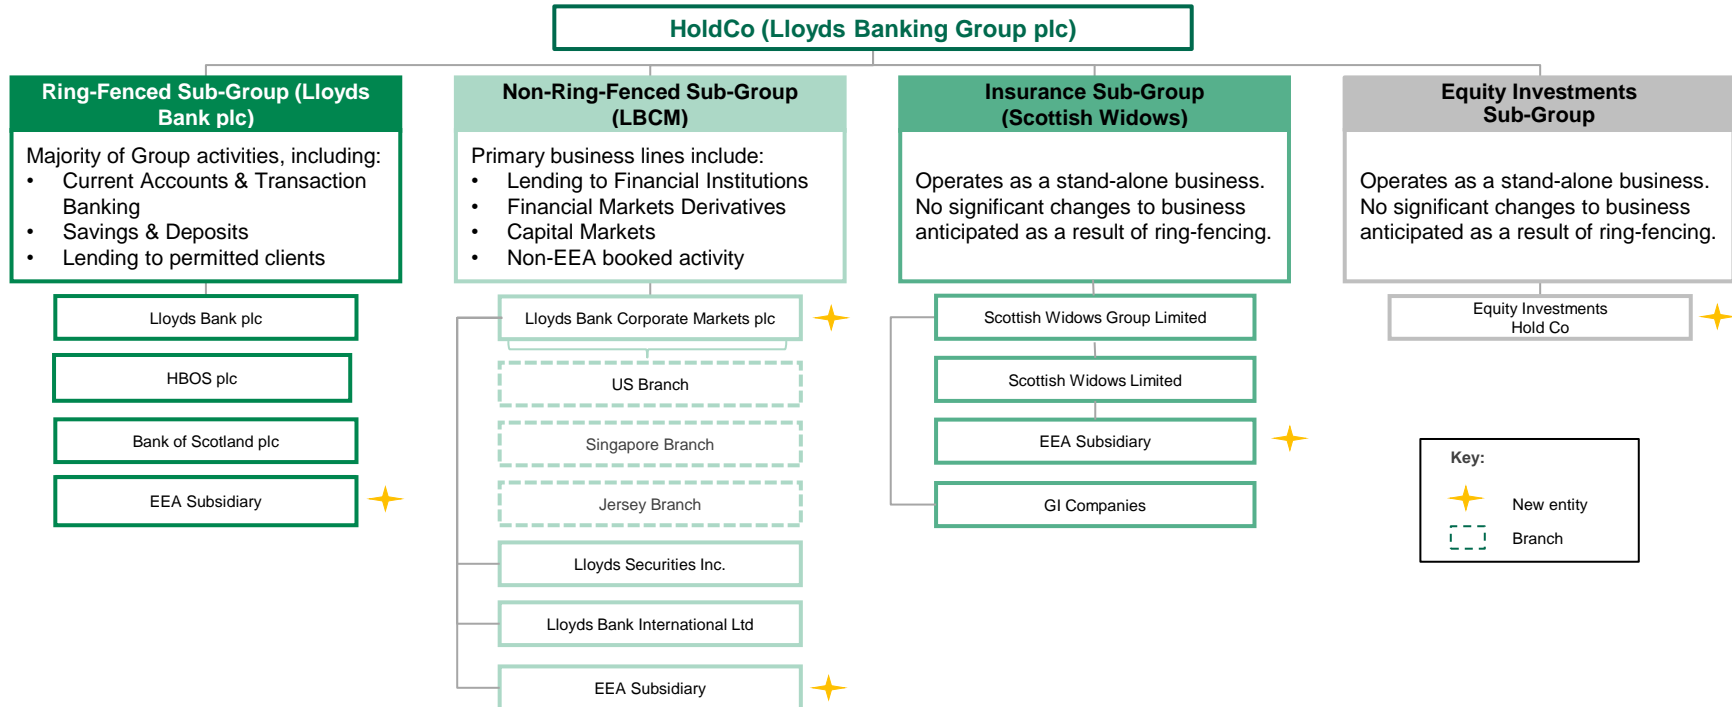 HoldCo (Lloyds Banking Group plc)
Ring-Fenced Sub-Group (Lloyds
Bank plc)
Majority of Group activities, including:
• Current Accounts & Transaction
Banking
• Savings & Deposits
• Lending to permitted clients
Lloyds Bank plc
HBOS plc
Bank of Scotland plc
EEA Subsidiary
Non-Ring-Fenced Sub-Group
(LBCM)
Primary business lines include:
• Lending to Financial Institutions
• Financial Markets Derivatives
• Capital Markets
• Non-EEA booked activity
Lloyds Bank Corporate Markets plc
US Branch
Singapore Branch
Jersey Branch
Lloyds Securities Inc.
Lloyds Bank International Ltd
EEA Subsidiary
Insurance Sub-Group
(Scottish Widows)
Operates as a stand-alone business.
No significant changes to business
anticipated as a result of ring-fencing.
Scottish Widows Group Limited
Scottish Widows Limited
EEA Subsidiary
GI Companies
Equity Investments
Sub-Group
Operates as a stand-alone business.
No significant changes to business
anticipated as a result of ring-fencing.
Equity Investments
Hold Co
Key:
New entity
Branch